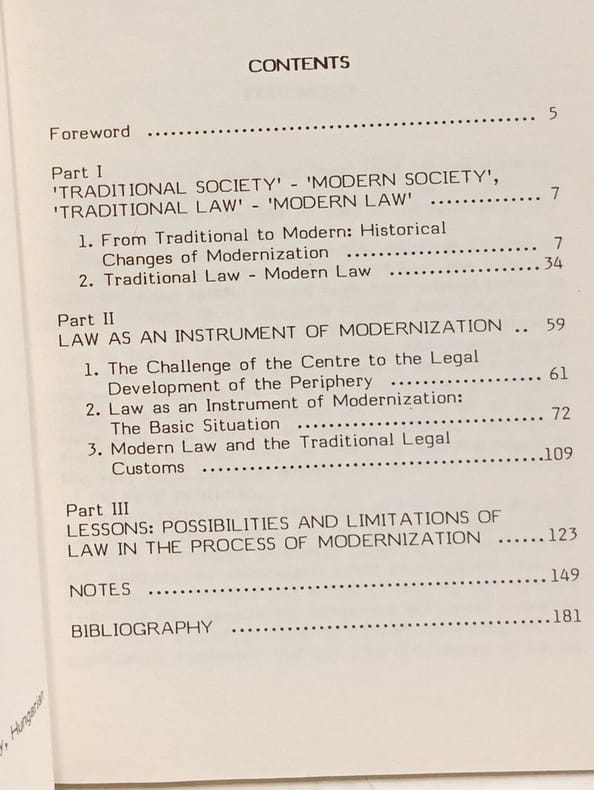 CONTENTS
Foreword ................................................. 5
Part I
'TRADITIONAL SOCIETY' - 'MODERN SOCIETY',
'TRADITIONAL LAW' - 'MODERN LAW' .............. 7
1. From Traditional to Modern: Historical
Changes of Modernization ........................ 7
2. Traditional Law - Modern Law ...................34
Part II
LAW AS AN INSTRUMENT OF MODERNIZATION .. 59
1. The Challenge of the Centre to the Legal
Development of the Periphery ................... 61
2. Law as an Instrument of Modernization:
The Basic Situation ............................... 72
3. Modern Law and the Traditional Legal
Customs ...........................................109
Part III
LESSONS: POSSIBILITIES AND LIMITATIONS OF
LAW IN THE PROCESS OF MODERNIZATION ......123
NOTES ...................................................149
BIBLIOGRAPHY .........................................181
y, Hungarian